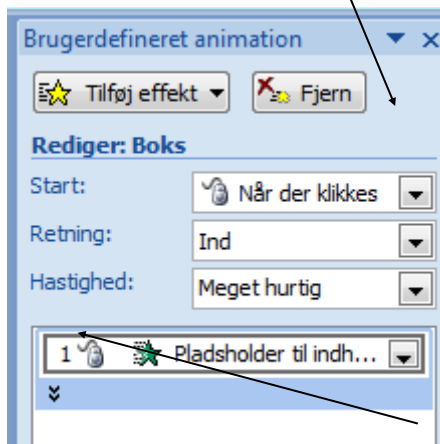 Brugerdefineret animation
Tilføj effekt Fjern
Rediger: Boks
Start: Når der klikkes
Retning: Ind
Hastighed: Meget hurtig
1 Pladsholder til indh...